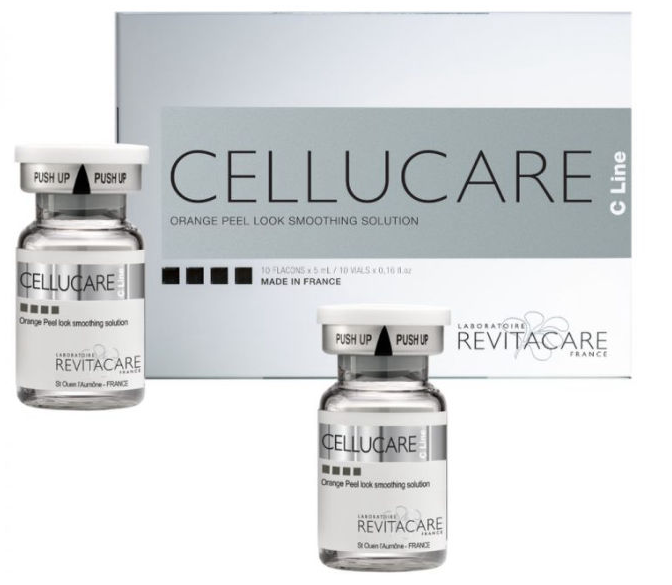 CELLUCARE
C Line
ORANGE PEEL LOOK SMOOTHING SOLUTION
10 FLACONS x 5 mL / 10 VIALS x 0,16 fl.oz
MADE IN FRANCE
LABORATOIRE
REVITACARE
FRANCE
PUSH UP PUSH UP
CELLUCARE
C Line
Orange Peel look smoothing solution
LABORATOIRE
REVITACARE
FRANCE
St Ouen l'Aumône - FRANCE
PUSH UP PUSH UP
CELLUCARE
C Line
Orange Peel look smoothing solution
LABORATOIRE
REVITACARE
FRANCE
St Ouen l'Aumône - FRANCE